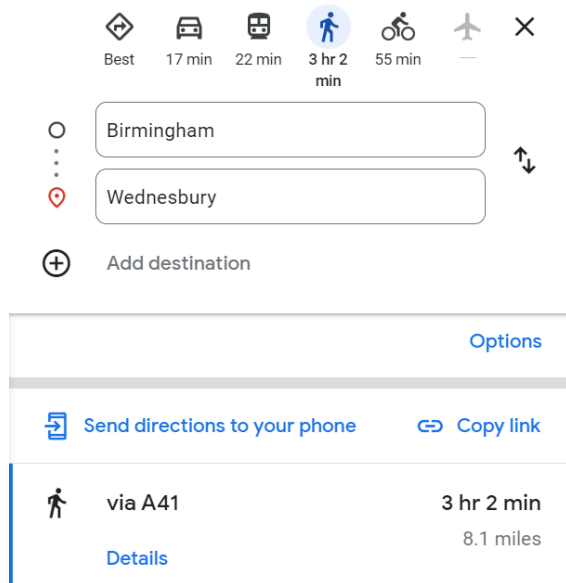 Best
17 min
22 min
3 hr 2
min
55 min
—
Birmingham
Wednesbury
Add destination
Options
Send directions to your phone
Copy link
via A41
3 hr 2 min
8.1 miles
Details